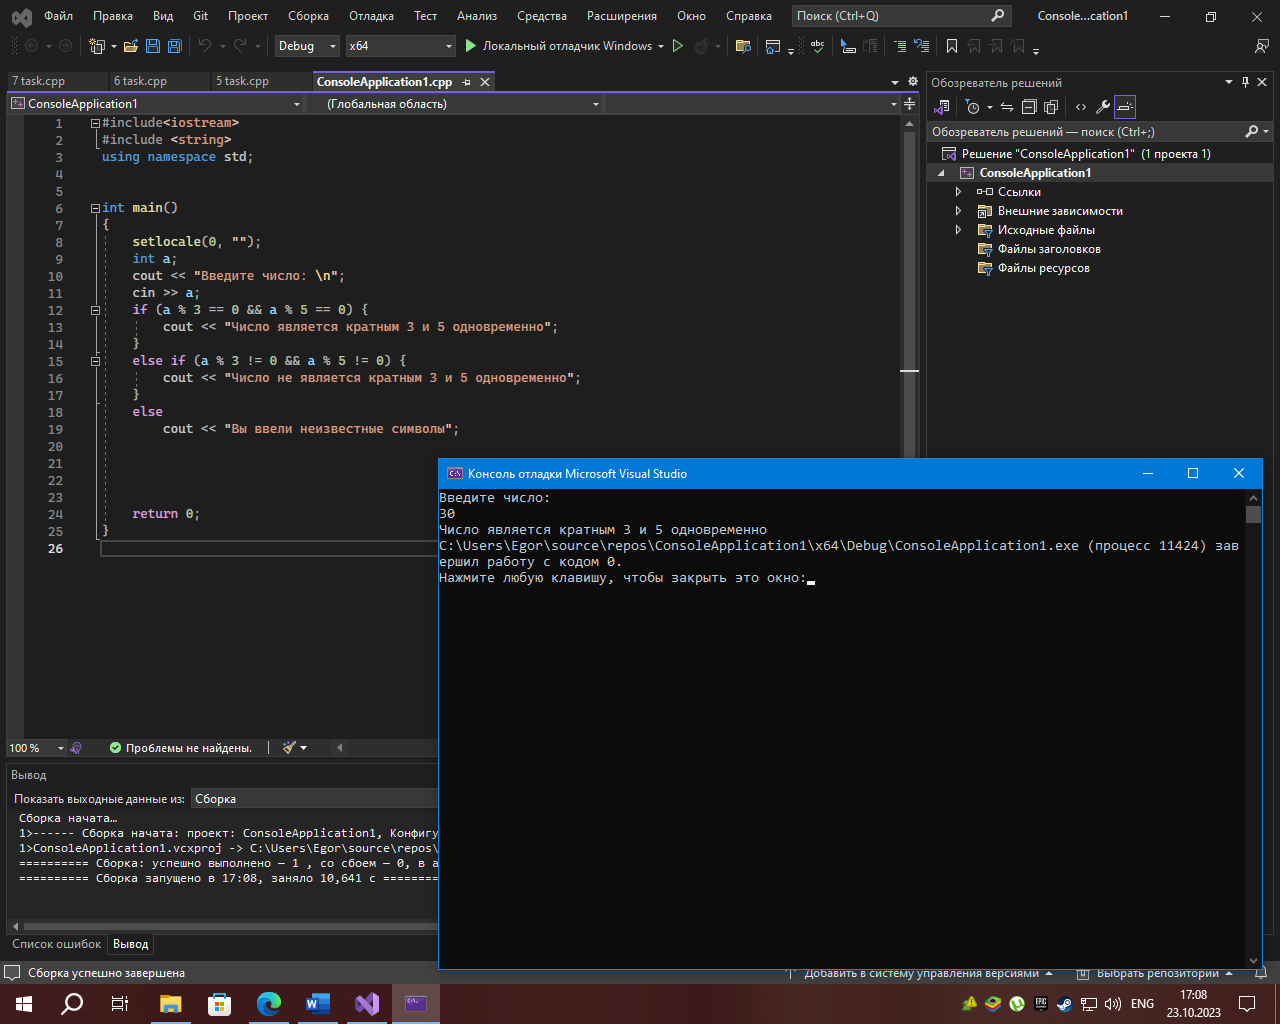 Файл Правка Вид Git Проект Сборка Отладка Тест Анализ Средства Расширения Окно Справка Поиск (Ctrl+Q) Console...cation1
Debug x64 Локальный отладчик Windows
7 task.cpp 6 task.cpp 5 task.cpp ConsoleApplication1.cpp
ConsoleApplication1 (Глобальная область)
1 #include<iostream>
2 #include <string>
3 using namespace std;
4
5
6 int main()
7 {
8 setlocale(0, "");
9 int a;
10 cout << "Введите число: \n";
11 cin >> a;
12 if (a % 3 == 0 && a % 5 == 0) {
13 cout << "Число является кратным 3 и 5 одновременно";
14 }
15 else if (a % 3 != 0 && a % 5 != 0) {
16 cout << "Число не является кратным 3 и 5 одновременно";
17 }
18 else
19 cout << "Вы ввели неизвестные символы";
20
21
22
23
24 return 0;
25 }
26
Обозреватель решений
Обозреватель решений — поиск (Ctrl+;)
Решение "ConsoleApplication1" (1 проекта 1)
ConsoleApplication1
Ссылки
Внешние зависимости
Исходные файлы
Файлы заголовков
Файлы ресурсов
Консоль отладки Microsoft Visual Studio
Введите число:
30
Число является кратным 3 и 5 одновременно
C:\Users\Egor\source\repos\ConsoleApplication1\x64\Debug\ConsoleApplication1.exe (процесс 11424) зав
ершил работу с кодом 0.
Нажмите любую клавишу, чтобы закрыть это окно:
100 % Проблемы не найдены.
Вывод
Показать выходные данные из: Сборка
Сборка начата…
1>------ Сборка начата: проект: ConsoleApplication1, Конфигу
1>ConsoleApplication1.vcxproj -> C:\Users\Egor\source\repos\
========== Сборка: успешно выполнено — 1 , со сбоем — 0, в а
========== Сборка запущено в 17:08, заняло 10,641 с ========
Список ошибок Вывод
Сборка успешно завершена Добавить в систему управления версиями Выбрать репозиторий
ENG 17:08
23.10.2023